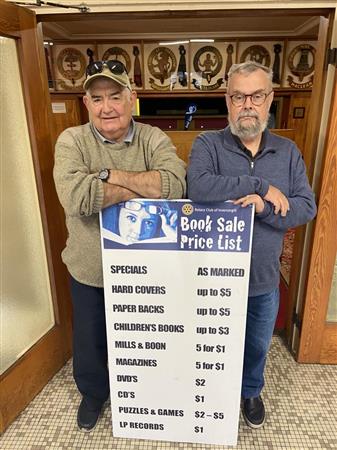 Rotary Club of Invercargill
Book Sale
Price List
SPECIALS AS MARKED
HARD COVERS up to $5
PAPER BACKS up to $5
CHILDREN'S BOOKS up to $3
MILLS & BOON 5 for $1
MAGAZINES 5 for $1
DVD'S $2
CD'S $1
PUZZLES & GAMES $2 – $5
LP RECORDS $1